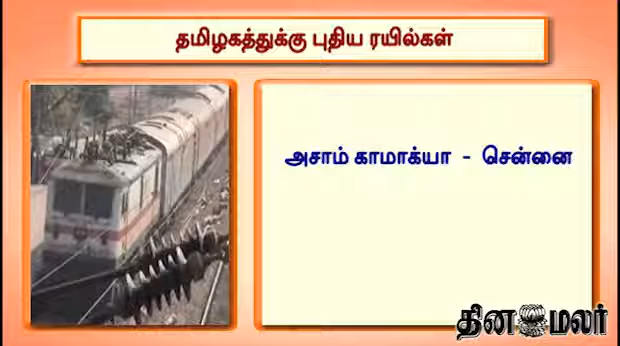 தமிழகத்துக்கு புதிய ரயில்கள்
அசாம் காமாக்யா - சென்னை
தினமலர்